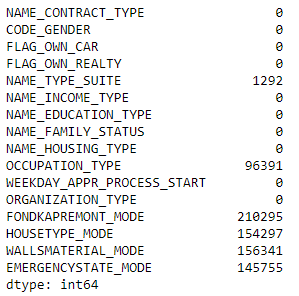 NAME_CONTRACT_TYPE 0
CODE_GENDER 0
FLAG_OWN_CAR 0
FLAG_OWN_REALTY 0
NAME_TYPE_SUITE 1292
NAME_INCOME_TYPE 0
NAME_EDUCATION_TYPE 0
NAME_FAMILY_STATUS 0
NAME_HOUSING_TYPE 0
OCCUPATION_TYPE 96391
WEEKDAY_APPR_PROCESS_START 0
ORGANIZATION_TYPE 0
FONDKAPREMONT_MODE 210295
HOUSETYPE_MODE 154297
WALLSMATERIAL_MODE 156341
EMERGENCYSTATE_MODE 145755
dtype: int64